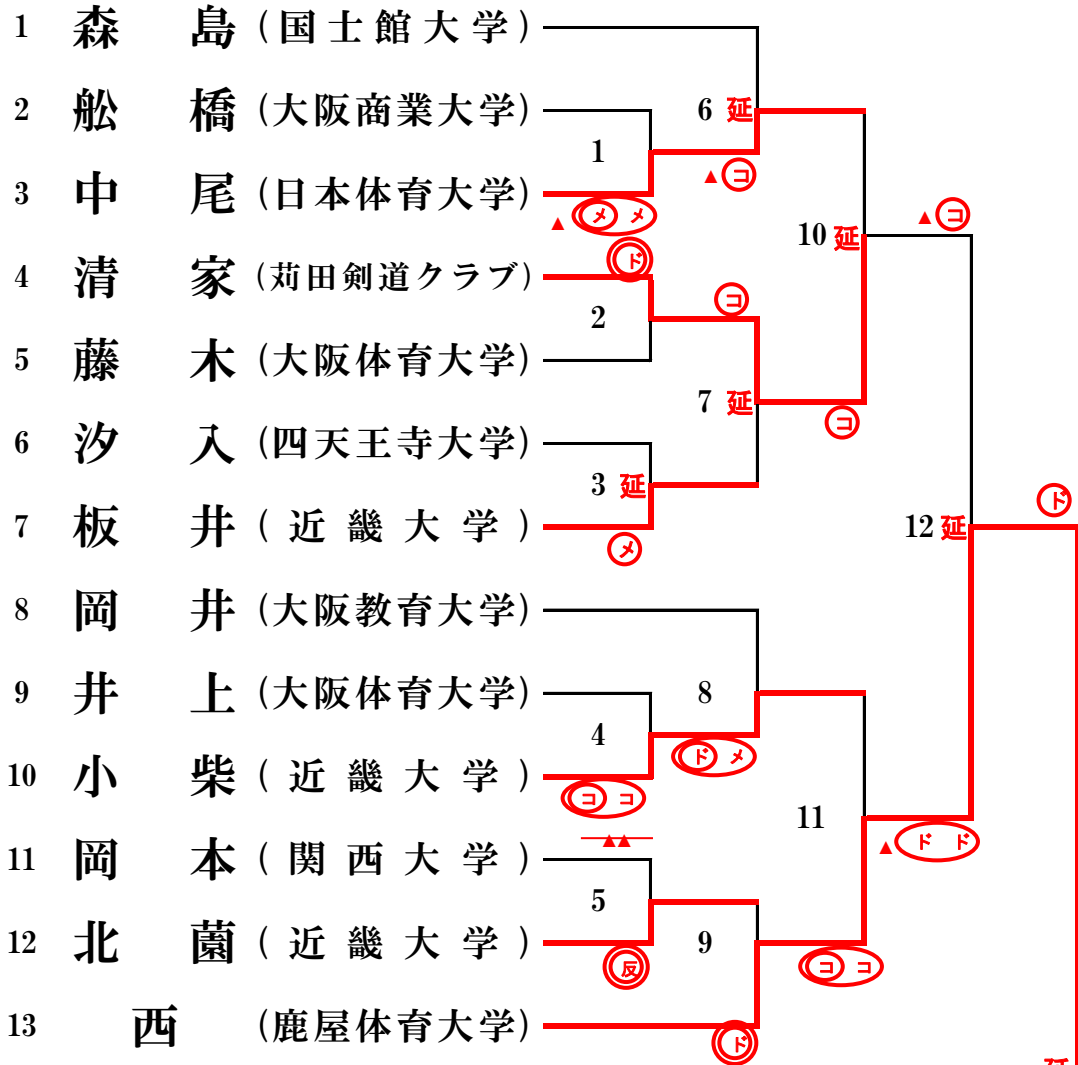 1 森島 (国士館大学)
6 延
2 舩橋 (大阪商業大学)
1
▲ コ
3 中尾 (日本体育大学)
▲ メ メ
▲ コ
10 延
ド
4 清家 (苅田剣道クラブ)
コ
2
5 藤木 (大阪体育大学)
7 延
コ
6 汐入 (四天王寺大学)
3 延
7 板井 (近畿大学)
メ
ド
12 延
8 岡井 (大阪教育大学)
9 井上 (大阪体育大学)
8
4
ド メ
10 小柴 (近畿大学)
コ コ
11
▲▲
▲ ド ド
11 岡本 (関西大学)
5
12 北薗 (近畿大学)
9
反
コ コ
13 西 (鹿屋体育大学)
ド